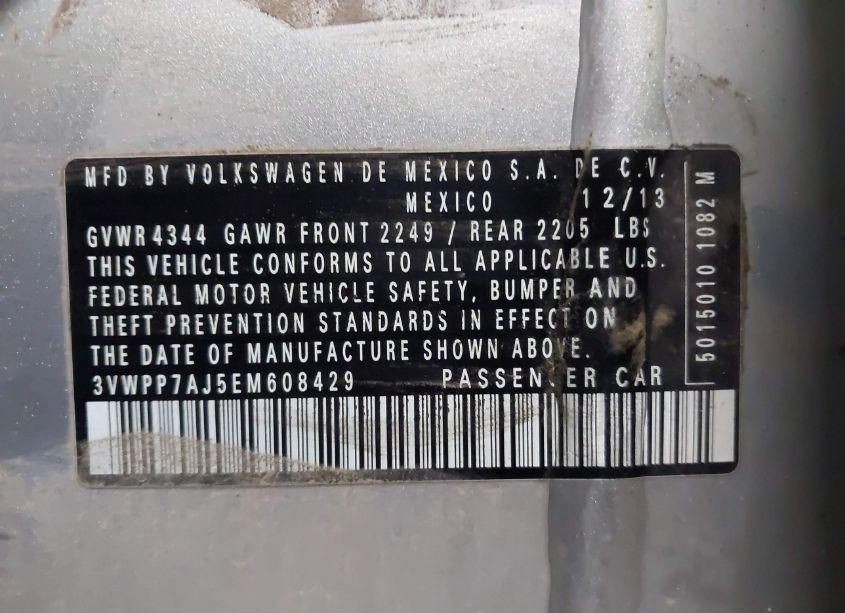 MFD BY VOLKSWAGEN DE MEXICO S.A. DE C.V.
MEXICO 12/13
GVWR 4344 GAWR FRONT 2249 / REAR 2205 LBS
THIS VEHICLE CONFORMS TO ALL APPLICABLE U.S.
FEDERAL MOTOR VEHICLE SAFETY, BUMPER AND
THEFT PREVENTION STANDARDS IN EFFECT ON
THE DATE OF MANUFACTURE SHOWN ABOVE.
3VWPP7AJ5EM608429 PASSENGER CAR
5015010 1082 M